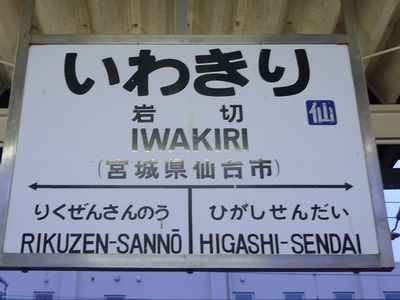 いわきり
岩切
仙
IWAKIRI
(宮城県仙台市)
りくぜんさんのう ひがしせんだい
RIKUZEN-SANNŌ HIGASHI-SENDAI